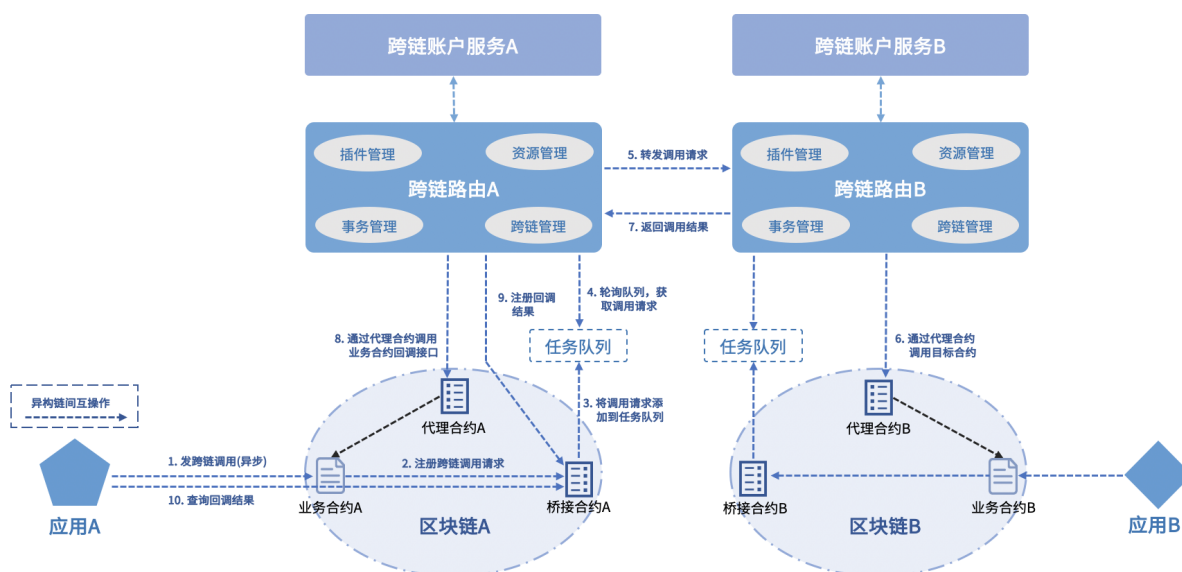 跨链账户服务A
跨链账户服务B
插件管理
资源管理
跨链路由A
事务管理
跨链管理
5. 转发调用请求
7. 返回调用结果
插件管理
资源管理
跨链路由B
事务管理
跨链管理
9. 注册回调
结果
4. 轮询队列，获
取调用请求
8. 通过代理合约调用
业务合约回调接口
任务队列
任务队列
6. 通过代理合约
调用目标合约
异构链间互操作
代理合约A
3. 将调用请求添
加到任务队列
代理合约B
1. 发跨链调用(异步)
2. 注册跨链调用请求
10. 查询回调结果
应用A
业务合约A
桥接合约A
区块链A
桥接合约B
区块链B
业务合约B
应用B